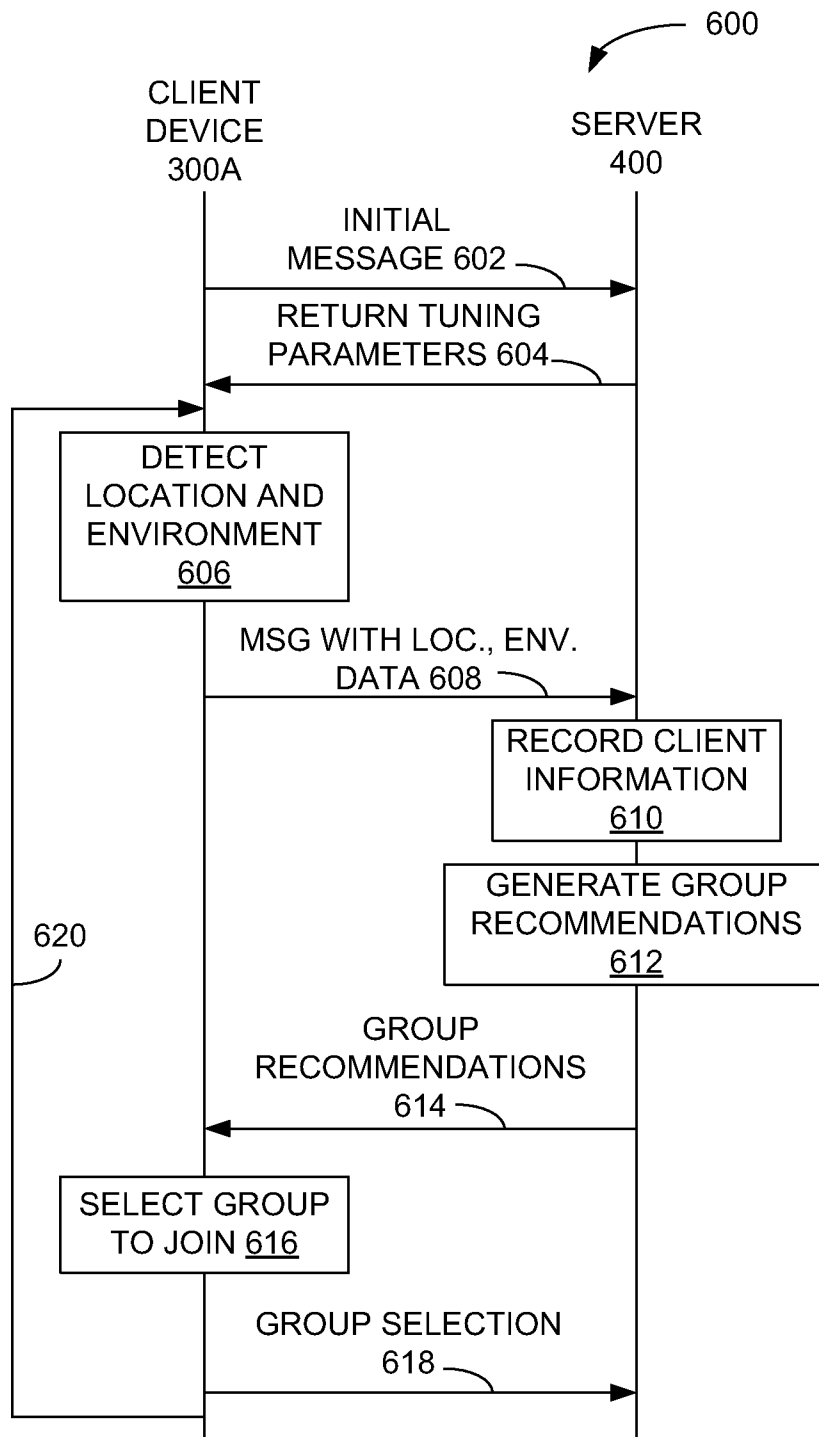 600
CLIENT
DEVICE
300A
SERVER
400
INITIAL
MESSAGE 602
RETURN TUNING
PARAMETERS 604
DETECT
LOCATION AND
ENVIRONMENT
606
MSG WITH LOC., ENV.
DATA 608
RECORD CLIENT
INFORMATION
610
GENERATE GROUP
RECOMMENDATIONS
612
620
GROUP
RECOMMENDATIONS
614
SELECT GROUP
TO JOIN 616
GROUP SELECTION
618